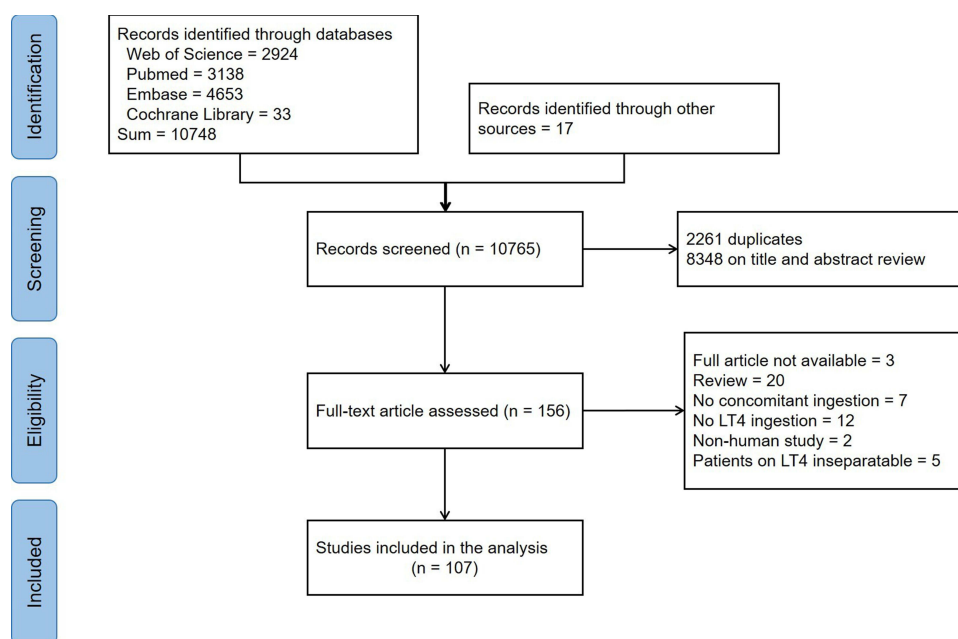 Identification
Records identified through databases
Web of Science = 2924
Pubmed = 3138
Embase = 4653
Cochrane Library = 33
Sum = 10748
Records identified through other
sources = 17
Screening
Records screened (n = 10765)
2261 duplicates
8348 on title and abstract review
Eligibility
Full-text article assessed (n = 156)
Full article not available = 3
Review = 20
No concomitant ingestion = 7
No LT4 ingestion = 12
Non-human study = 2
Patients on LT4 inseparatable = 5
Included
Studies included in the analysis
(n = 107)